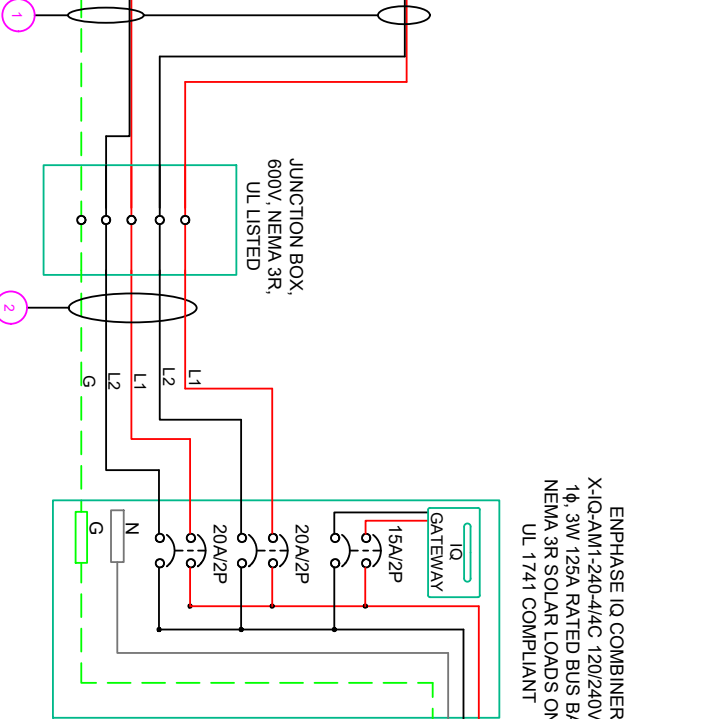 1
JUNCTION BOX,
600V, NEMA 3R,
UL LISTED
2
L1
L2
L1
L2
G
ENPHASE IQ COMBINER
X-IQ-AM1-240-4/4C 120/240V
1ϕ, 3W 125A RATED BUS
NEMA 3R SOLAR LOADS
UL 1741 COMPLIANT
IQ
GATEWAY
15A/2P
20A/2P
20A/2P
N
G